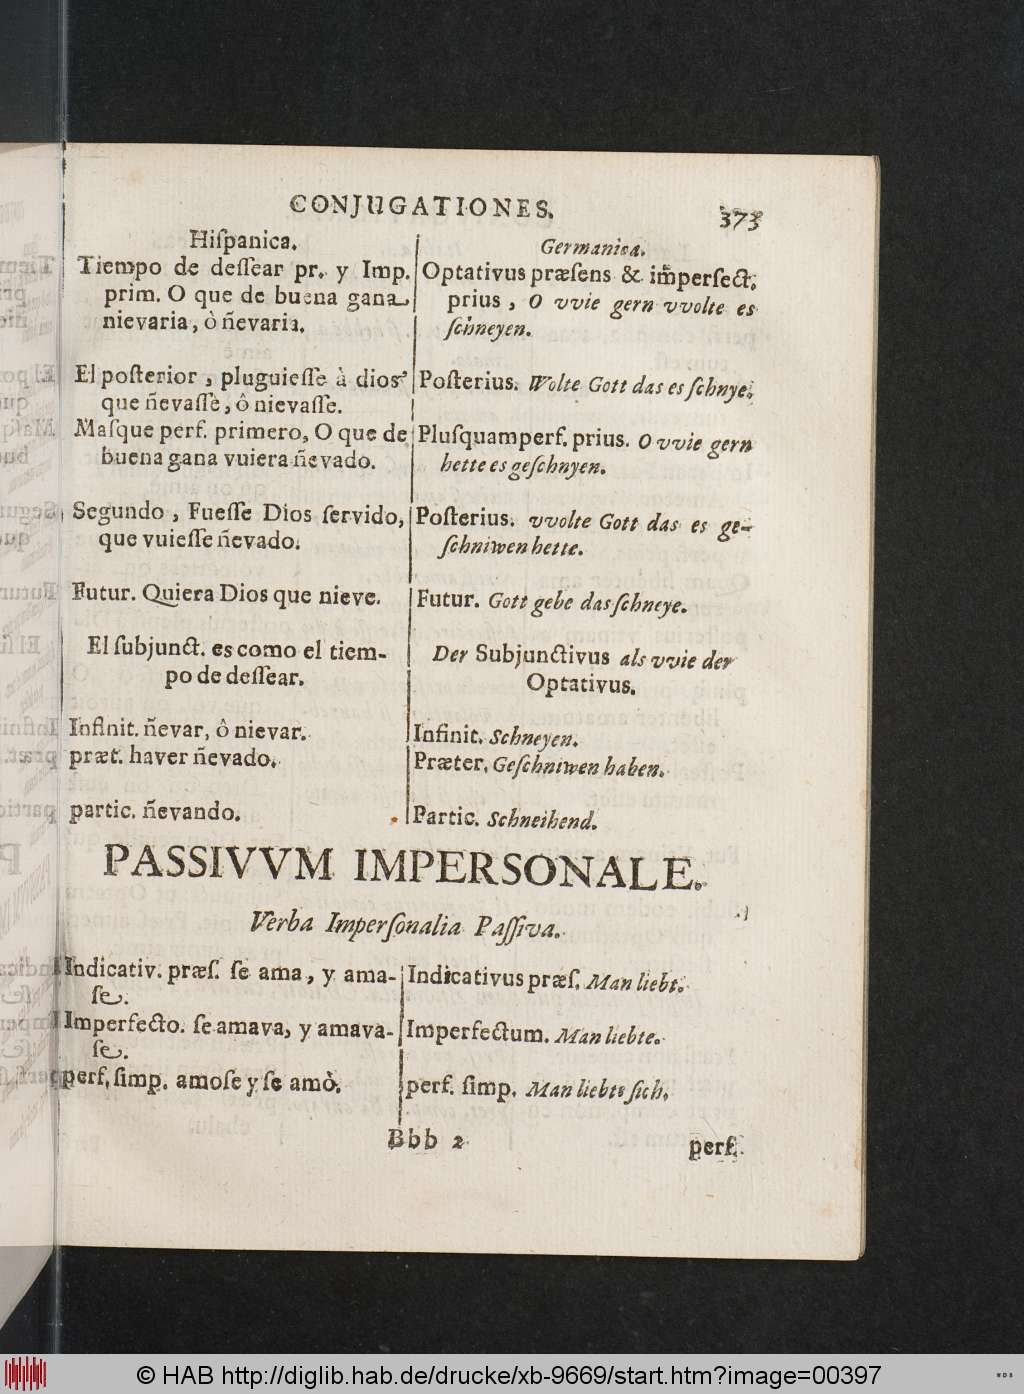 CONJUGATIONES. 373
Hiſpanica.
Tiempo de deſſear pr. y Imp.
prim. O que de buena gana
nievaria, ò ñevaria.
El poſterior, pluguieſſe à dios
que ñevaſſe, ô nievaſſe.
Maſque perf. primero, O que de
buena gana vuiera ñevado.
Segundo, Fueſſe Dios ſervido,
que vuieſſe ñevado.
Futur. Quiera Dios que nieve.
El ſubjunct. es como el tiem-
po de deſſear.
Infinit. ñevar, ô nievar.
præt. haver ñevado.
partic. ñevando.
Germanica.
Optativus præſens & imperfect.
prius, O vvie gern vvolte es
ſchneyen.
Poſterius. Wolte Gott das es ſchnye.
Pluſquamperf. prius. O vvie gern
hette es geſchnyen.
Poſterius. vvolte Gott das es ge-
ſchniwen hette.
Futur. Gott gebe das ſchneye.
Der Subjunctivus als vvie der
Optativus.
Infinit. Schneyen.
Præter. Geſchniwen haben.
Partic. Schneihend.
PASSIVVM IMPERSONALE.
Verba Imperſonalia Paſſiva.
Indicativ. præſ. ſe ama, y ama-
ſe.
Imperfecto. ſe amava, y amava-
ſe.
perf. ſimp. amoſe y ſe amò.
Indicativus præſ. Man liebt.
Imperfectum. Man liebte.
perf. ſimp. Man liebte ſich.
Bbb 2
perf.
© HAB http://diglib.hab.de/drucke/xb-9669/start.htm?image=00397